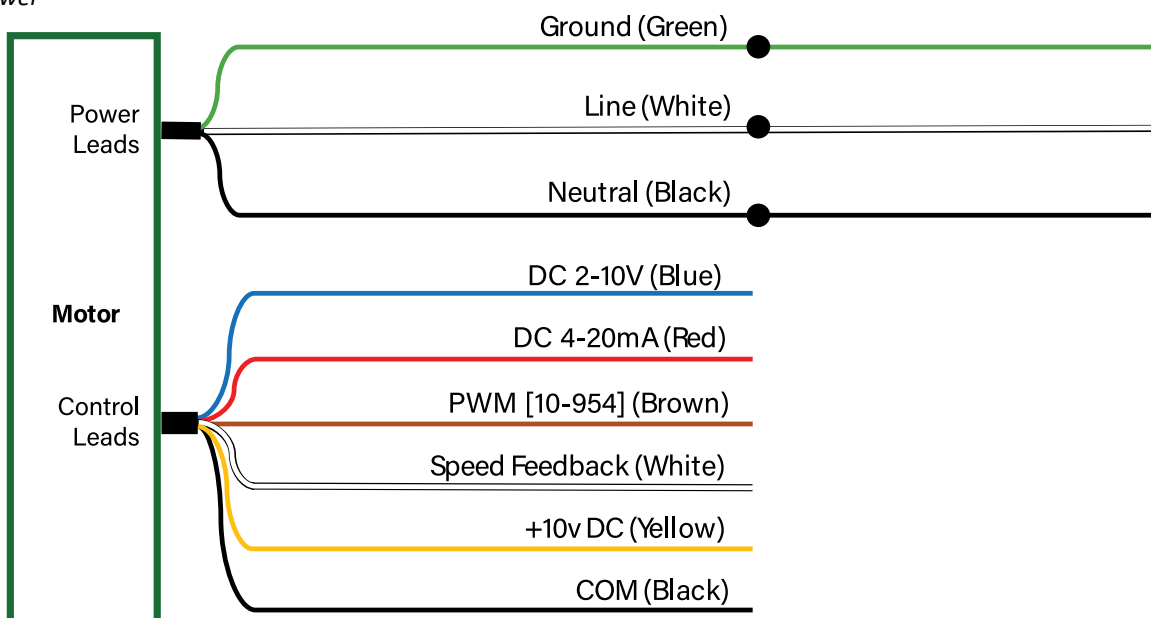 Ground (Green)
Power
Leads
Line (White)
Neutral (Black)
DC 2-10V (Blue)
Motor
DC 4-20mA (Red)
Control
Leads
PWM [10-954] (Brown)
Speed Feedback (White)
+10v DC (Yellow)
COM (Black)